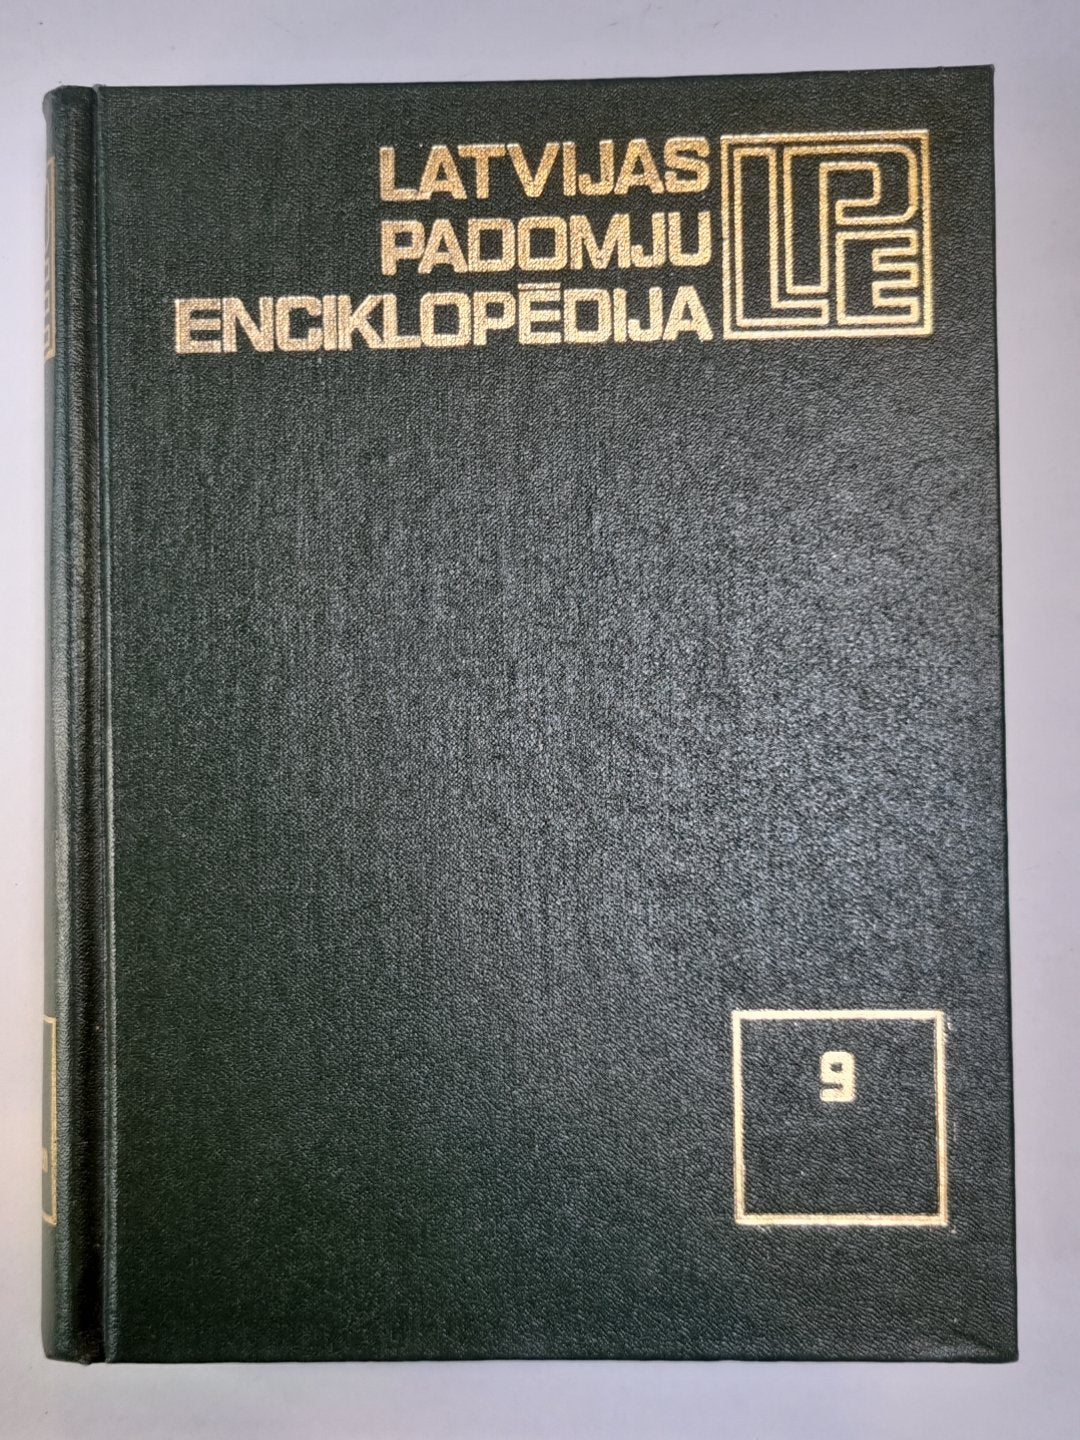 LATVIJAS
PADOMJU
ENCIKLOPĒDIJA
LPE
9